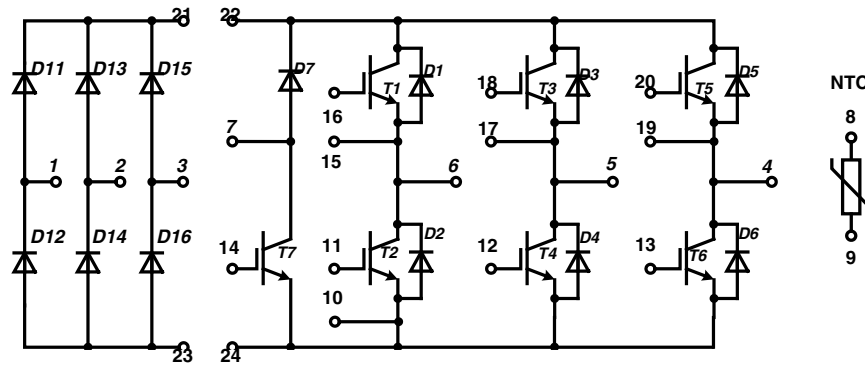 21 22
D11 D13 D15 D7 T1 D1 T3 D3 T5 D5 NTC
16 18 20 8
7 15 17 19
1 2 3 6 5 4
D12 D14 D16 T7 T2 D2 T4 D4 T6 D6
14 11 12 13 9
10
23 24